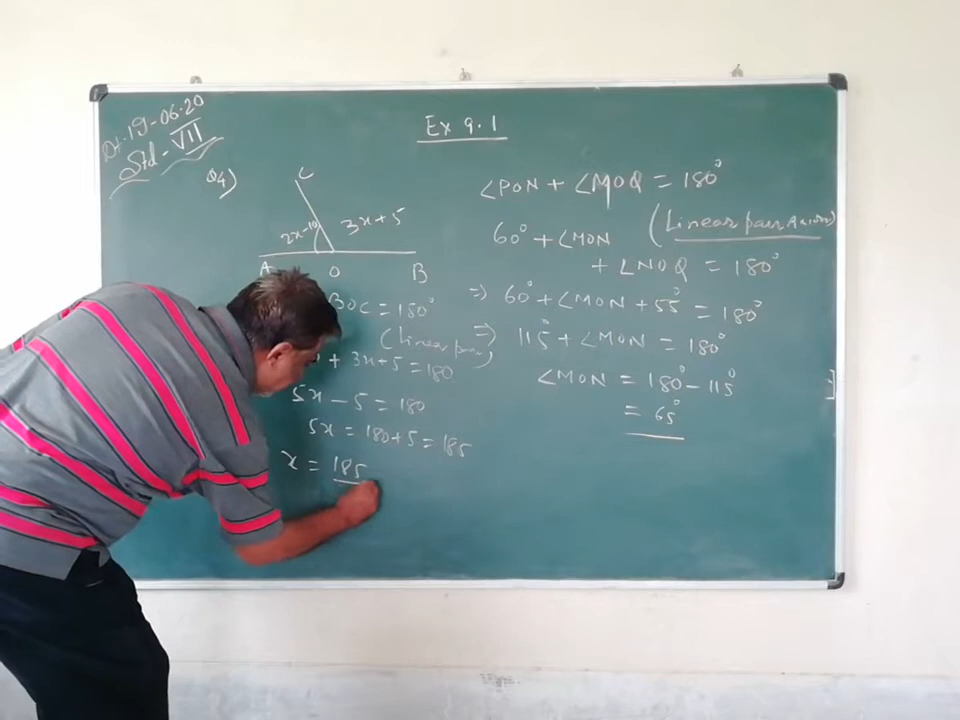 Dt. 19-06-20
Std - VII
Ex 9.1
Q4)
C
2x-10
3x+5
A O B
BOC = 180°
(Linear pair)
+ 3x+5 = 180
5x - 5 = 180
5x = 180+5 = 185
x = 185
∠PON + ∠MOQ = 180°
(Linear pair Axiom)
60° + ∠MON
+ ∠NOQ = 180°
=> 60° + ∠MON + 55° = 180°
=> 115° + ∠MON = 180°
∠MON = 180° - 115°
= 65°